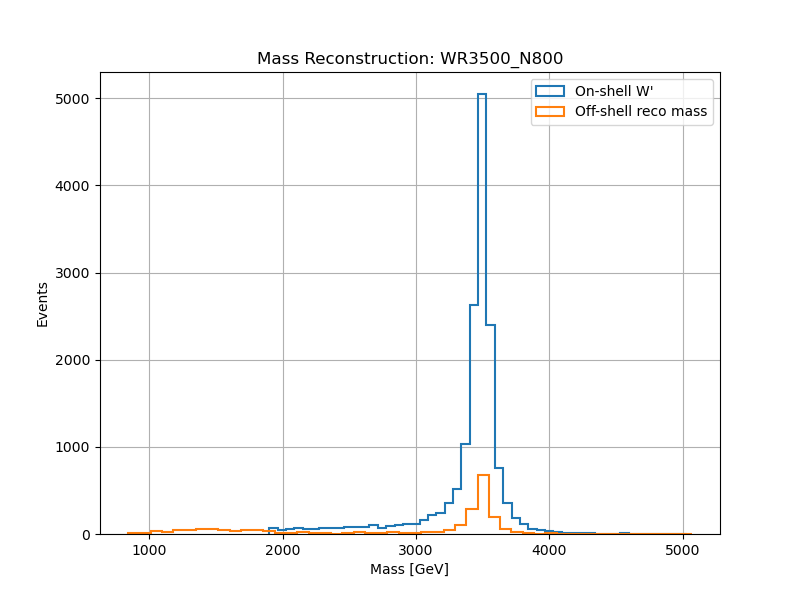 Mass Reconstruction: WR3500_N800
On-shell W'
Off-shell reco mass
Events
5000
4000
3000
2000
1000
0
1000 2000 3000 4000 5000
Mass [GeV]